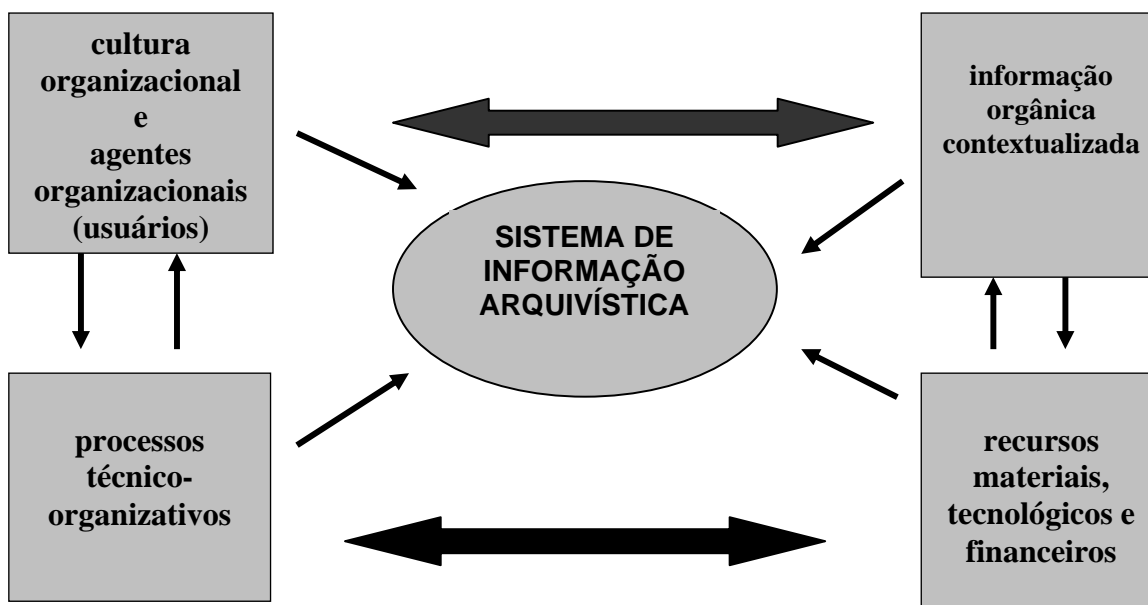 cultura
organizacional
e
agentes
organizacionais
(usuários)
informação
orgânica
contextualizada
SISTEMA DE
INFORMAÇÃO
ARQUIVÍSTICA
processos
técnico-
organizativos
recursos
materiais,
tecnológicos e
financeiros